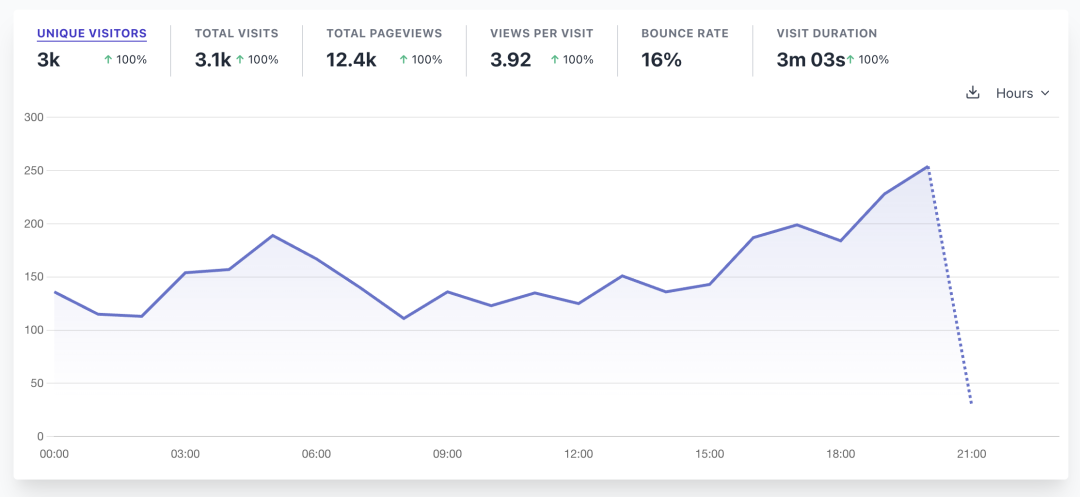 UNIQUE VISITORS TOTAL VISITS TOTAL PAGEVIEWS VIEWS PER VISIT BOUNCE RATE VISIT DURATION
3k ↑ 100% 3.1k ↑ 100% 12.4k ↑ 100% 3.92 ↑ 100% 16% 3m 03s ↑ 100%
Hours
300
250
200
150
100
50
0
00:00 03:00 06:00 09:00 12:00 15:00 18:00 21:00